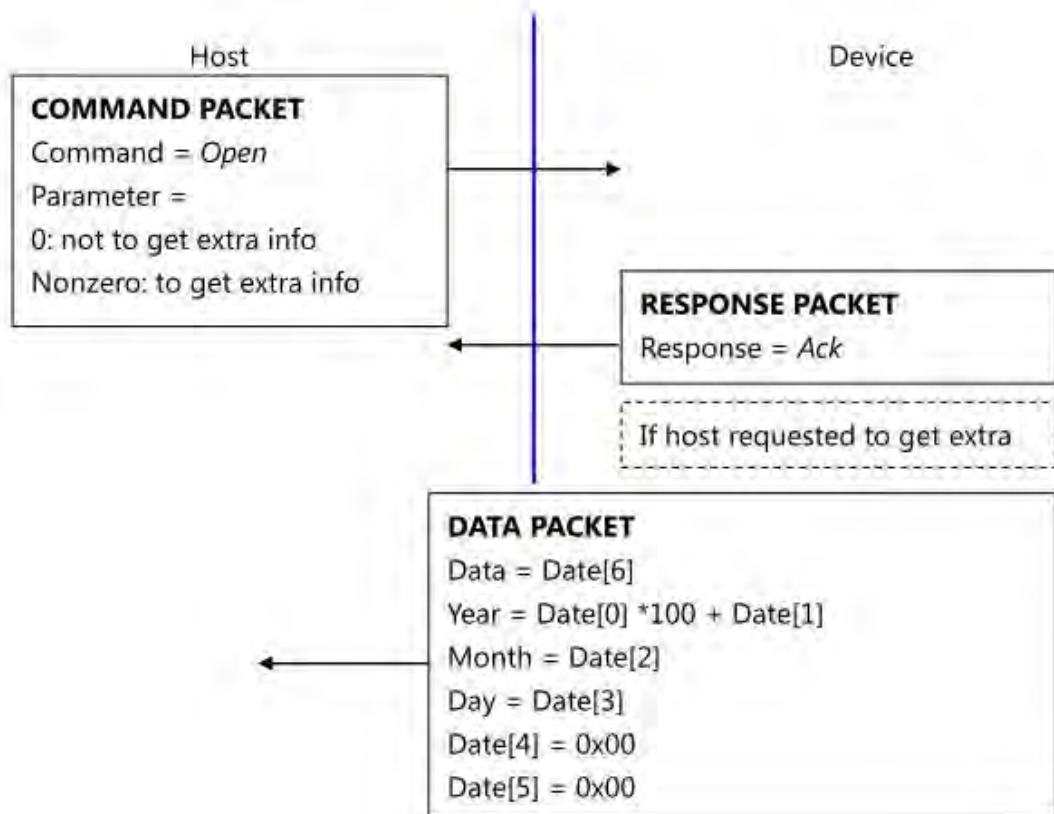 Host
Device
COMMAND PACKET
Command = Open
Parameter =
0: not to get extra info
Nonzero: to get extra info
RESPONSE PACKET
Response = Ack
If host requested to get extra
DATA PACKET
Data = Date[6]
Year = Date[0] *100 + Date[1]
Month = Date[2]
Day = Date[3]
Date[4] = 0x00
Date[5] = 0x00